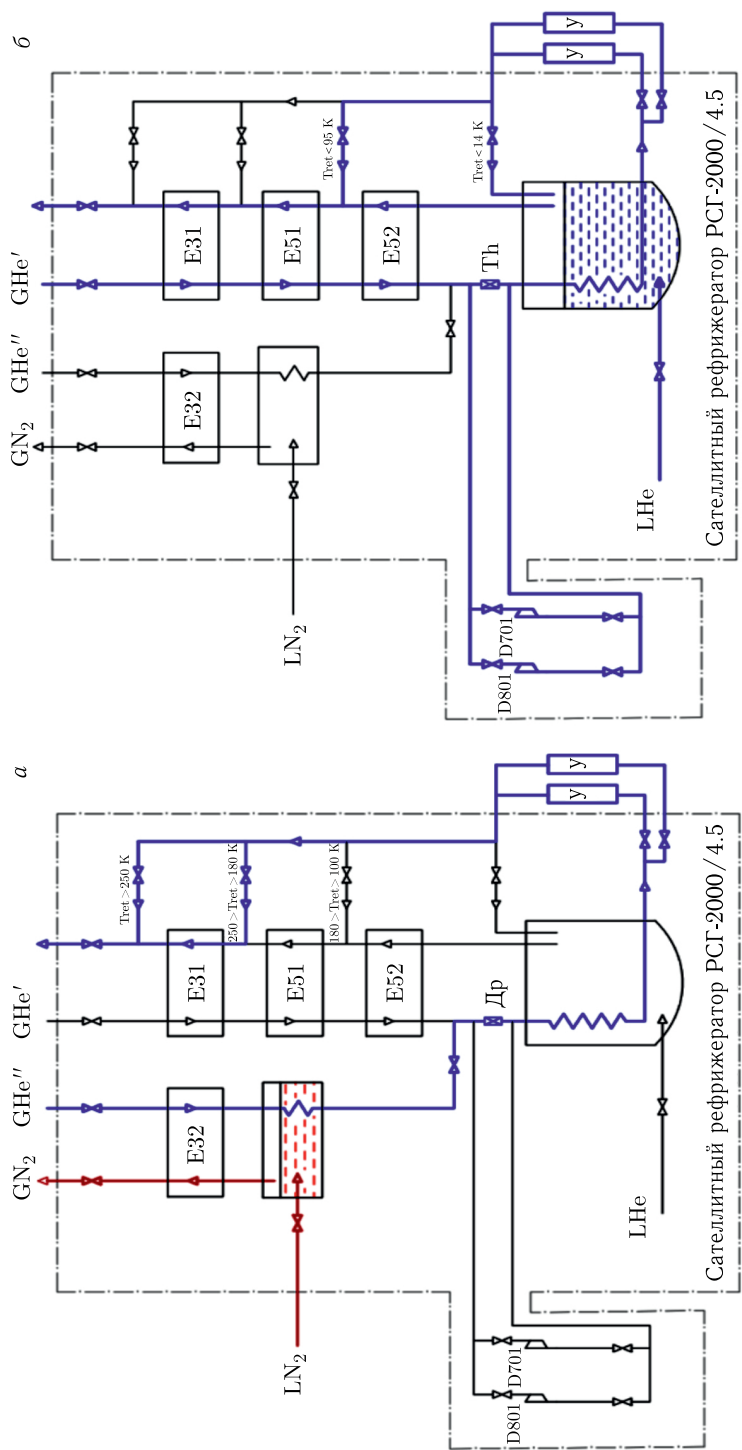 а
GN₂
GHe″
GHe′
Tret > 250 K
250 > Tret > 180 K
180 > Tret > 100 K
E32
E31
E51
E52
LN₂
Др
У
У
D801
D701
LHe
Сателлитный рефрижератор РСГ-2000/4.5
б
GN₂
GHe″
GHe′
Tret < 95 K
Tret < 14 K
E32
E31
E51
E52
LN₂
Th
У
У
D801
D701
LHe
Сателлитный рефрижератор РСГ-2000/4.5